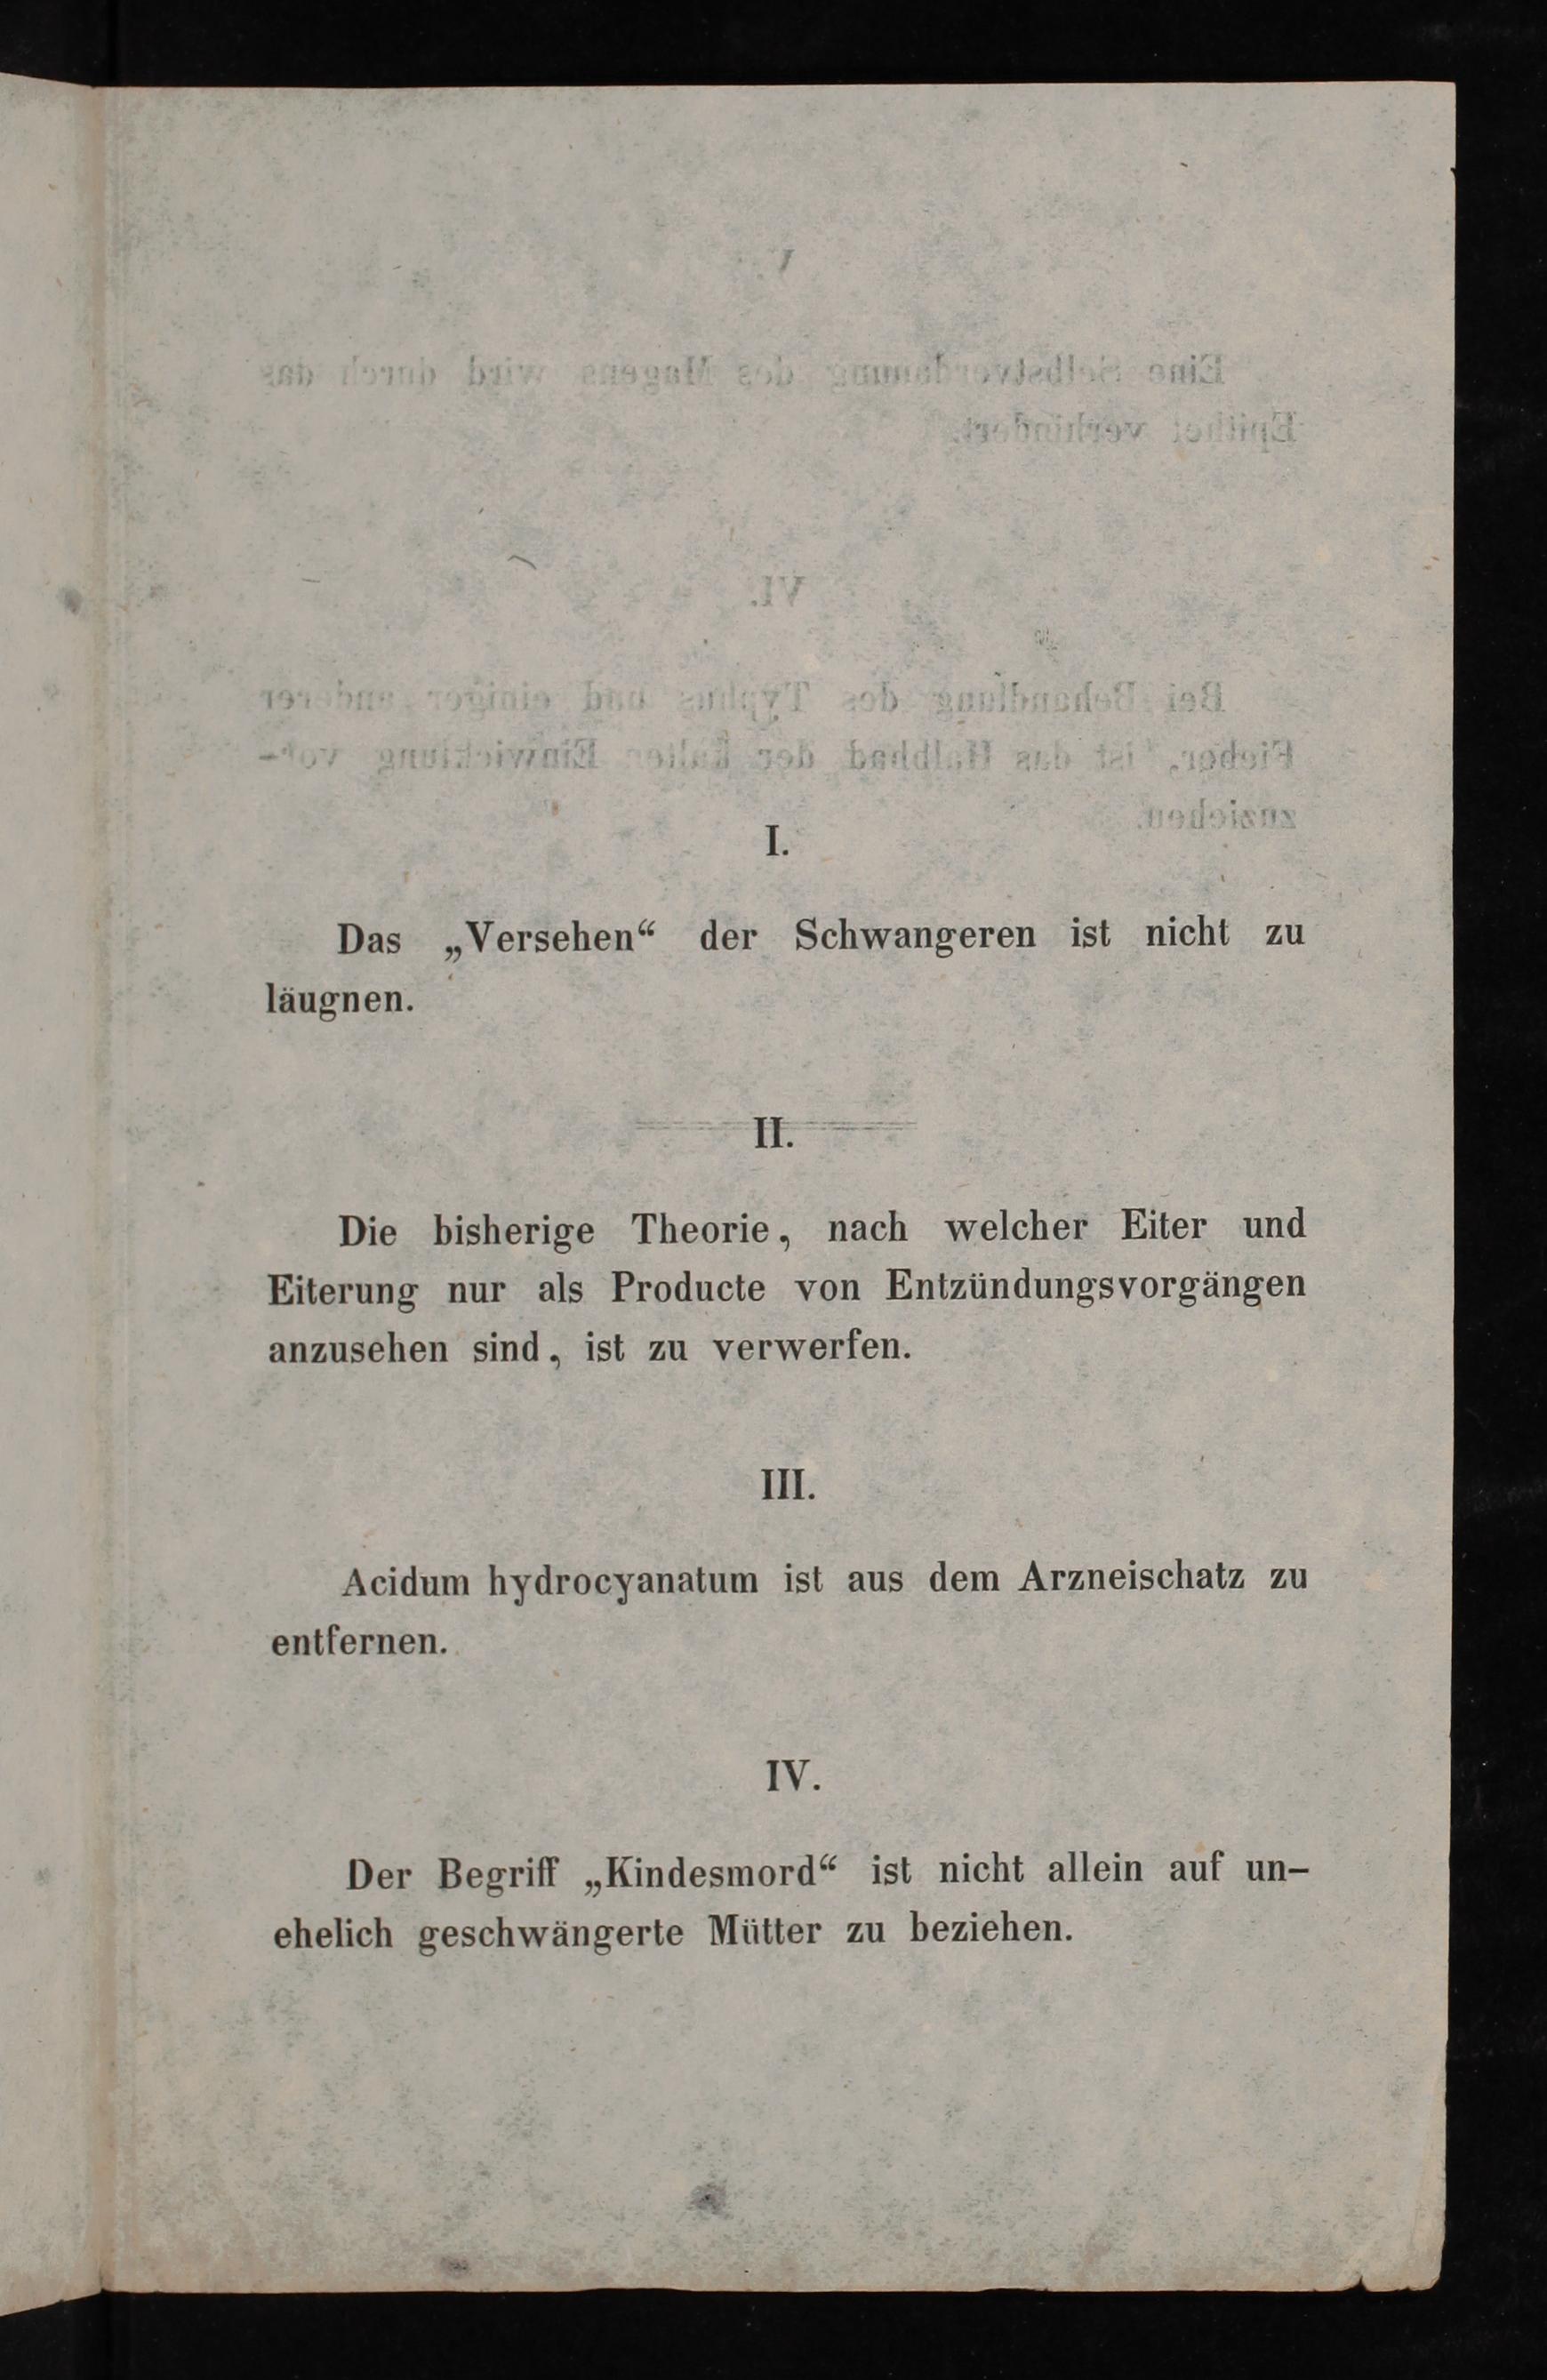 I.
Das „Versehen“ der Schwangeren ist nicht zu
läugnen.
II.
Die bisherige Theorie, nach welcher Eiter und
Eiterung nur als Producte von Entzündungsvorgängen
anzusehen sind, ist zu verwerfen.
III.
Acidum hydrocyanatum ist aus dem Arzneischatz zu
entfernen.
IV.
Der Begriff „Kindesmord“ ist nicht allein auf un-
ehelich geschwängerte Mütter zu beziehen.